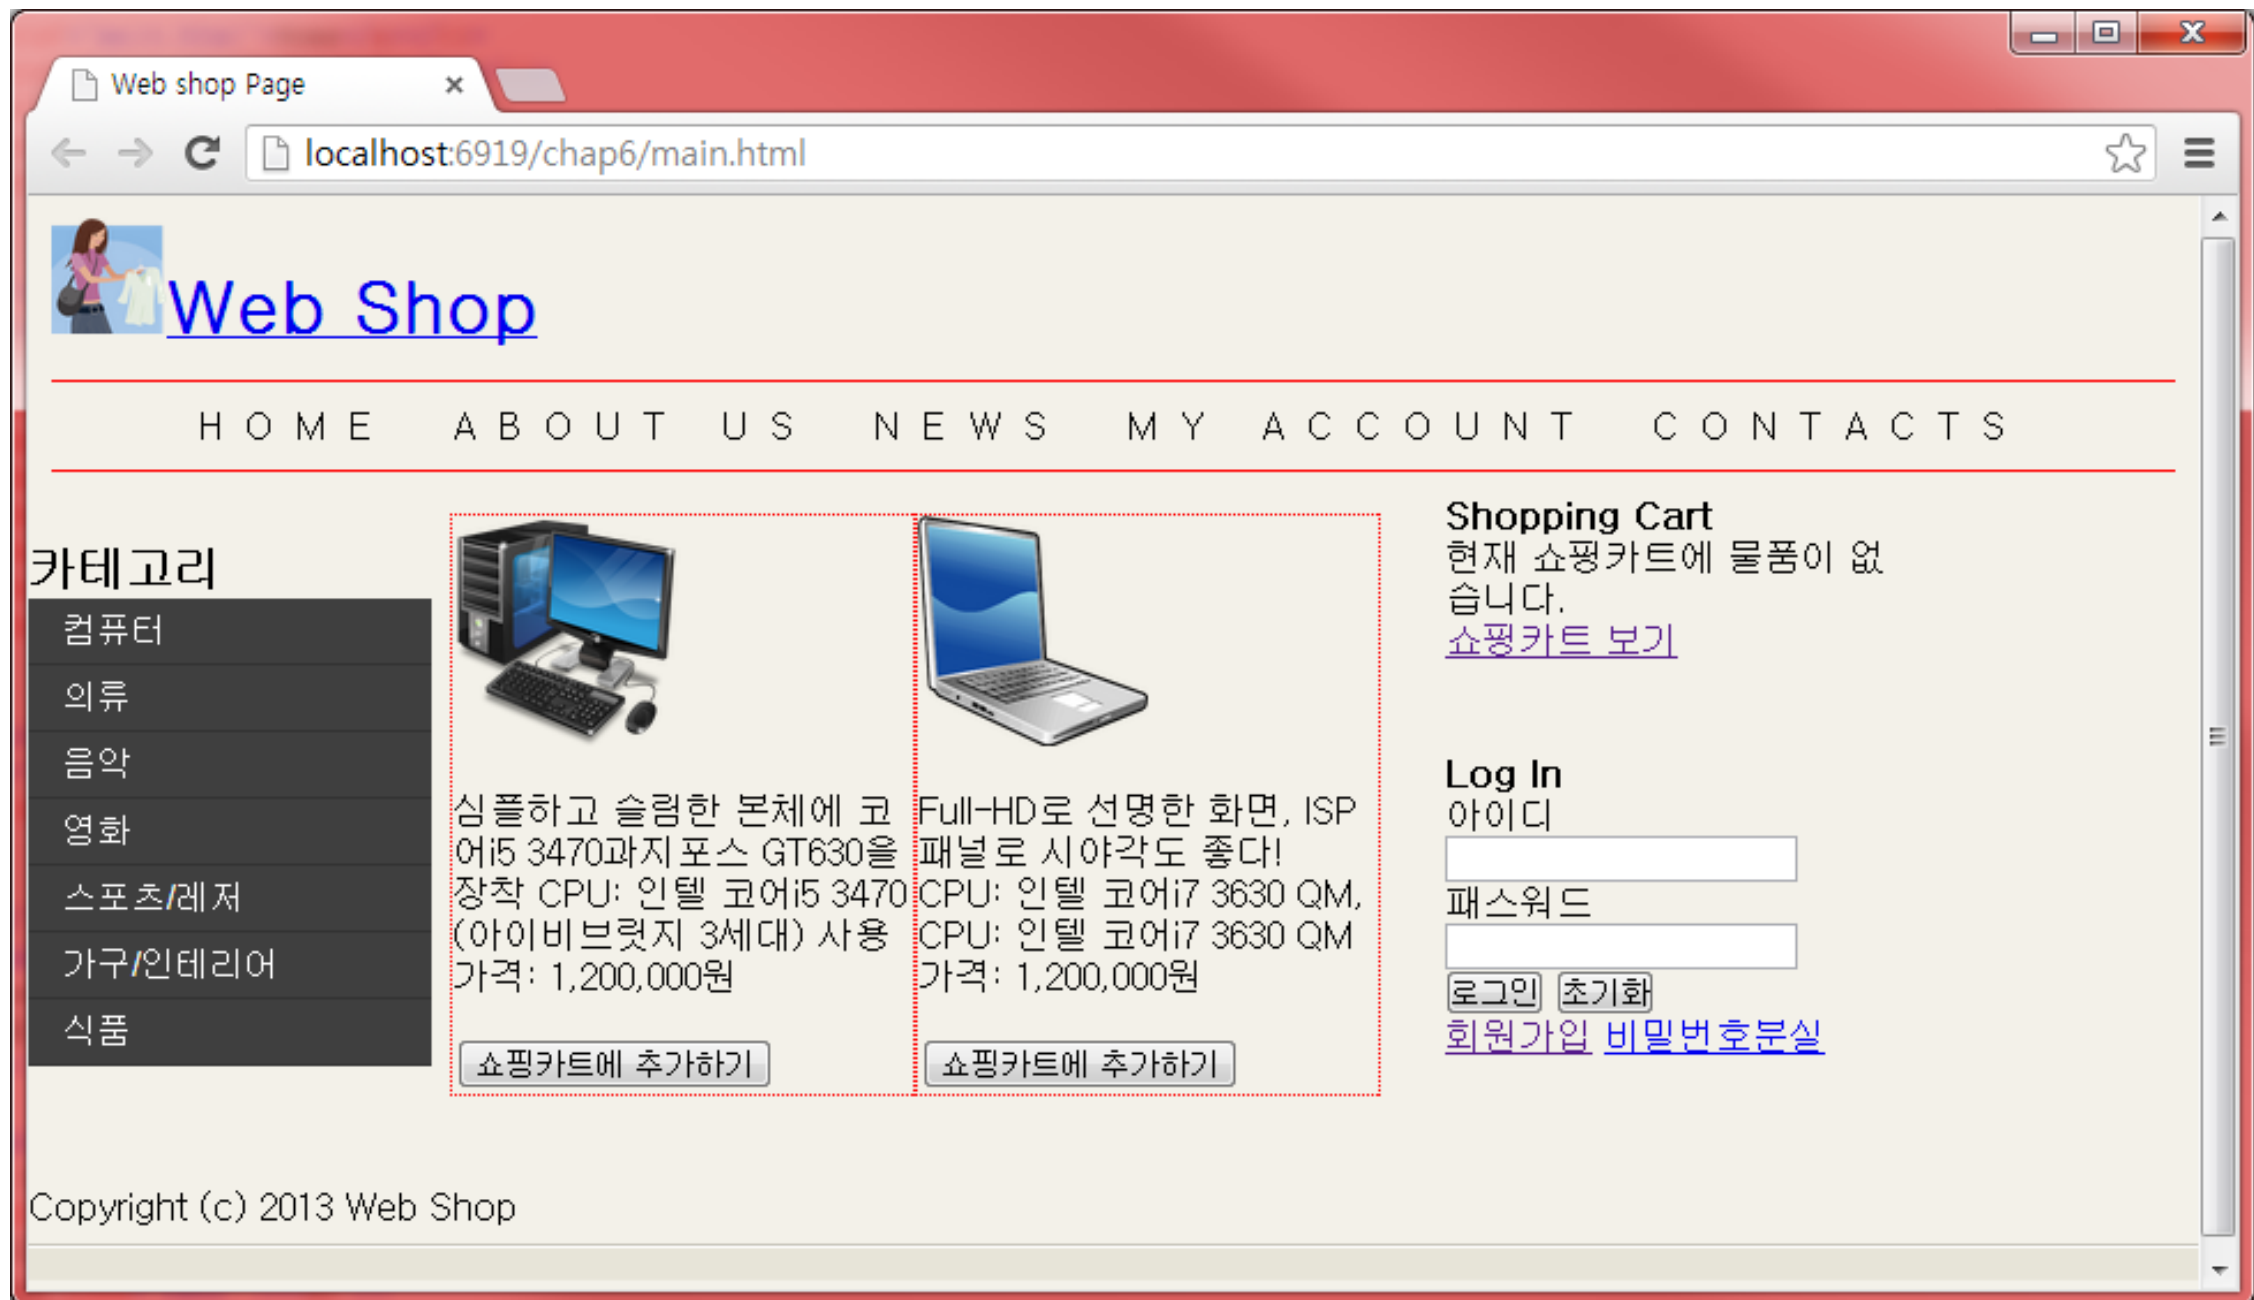 Web shop Page
localhost:6919/chap6/main.html
Web Shop
HOME ABOUT US NEWS MY ACCOUNT CONTACTS
카테고리
컴퓨터
의류
음악
영화
스포츠/레저
가구/인테리어
식품
심플하고 슬림한 본체에 코
어i5 3470과지포스 GT630을
장착 CPU: 인텔 코어i5 3470
(아이비브릿지 3세대) 사용
가격: 1,200,000원
쇼핑카트에 추가하기
Full-HD로 선명한 화면, ISP
패널로 시야각도 좋다!
CPU: 인텔 코어i7 3630 QM,
CPU: 인텔 코어i7 3630 QM
가격: 1,200,000원
쇼핑카트에 추가하기
Shopping Cart
현재 쇼핑카트에 물품이 없
습니다.
쇼핑카트 보기
Log In
아이디
패스워드
로그인 초기화
회원가입 비밀번호분실
Copyright (c) 2013 Web Shop